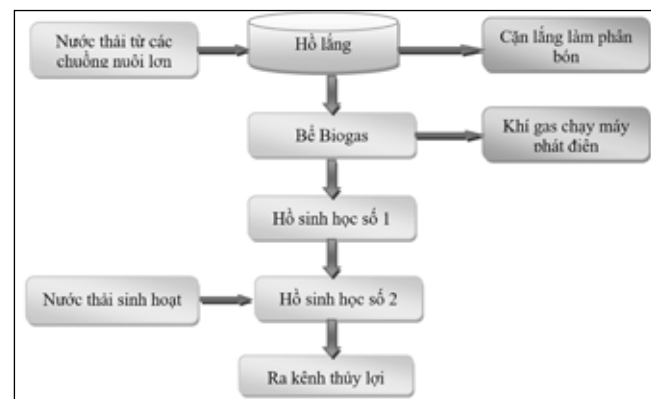 Nước thải từ các
chuồng nuôi lợn
Hồ lắng
Cặn lắng làm phân
bón
Bể Biogas
Khí gas chạy máy
phát điện
Hồ sinh học số 1
Nước thải sinh hoạt
Hồ sinh học số 2
Ra kênh thủy lợi